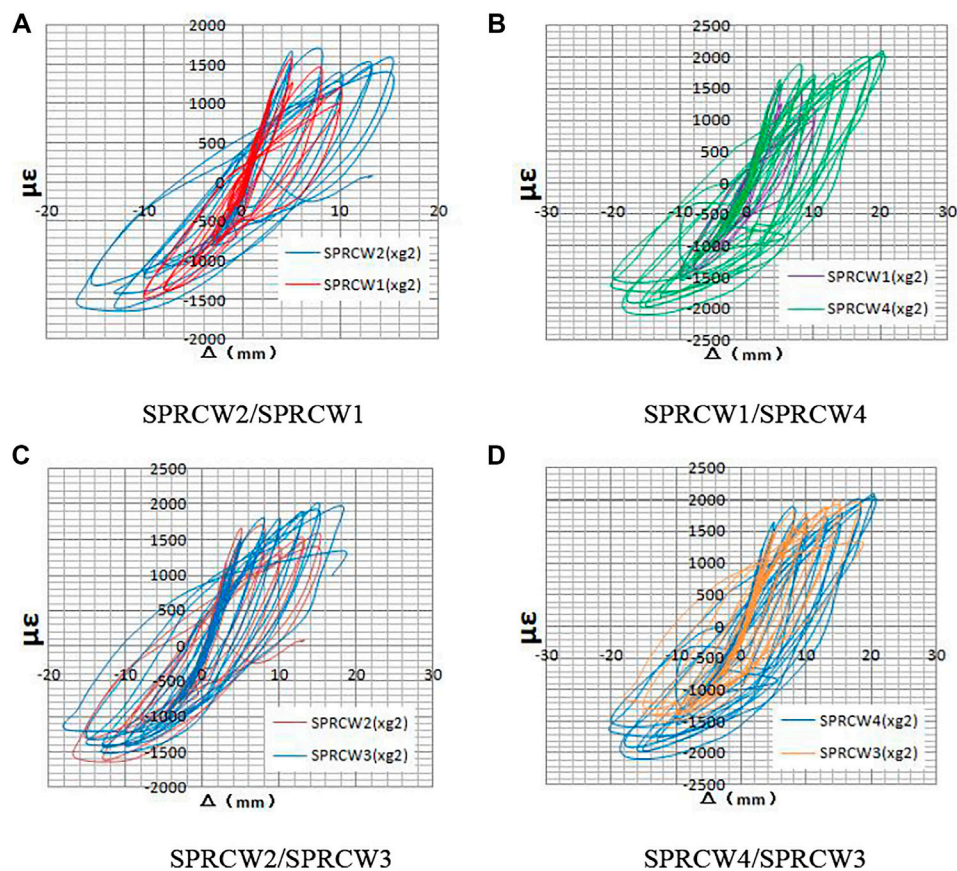 A
2000
1500
1000
500
0
-20
-10
0
10
20
-500
-1000
-1500
-2000
με
SPRCW2(xg2)
SPRCW1(xg2)
Δ (mm)
SPRCW2/SPRCW1
B
2500
2000
1500
1000
500
0
-30
-20
-10
0
10
20
30
-500
-1000
-1500
-2000
-2500
με
SPRCW1(xg2)
SPRCW4(xg2)
Δ (mm)
SPRCW1/SPRCW4
C
2500
2000
1500
1000
500
0
-20
-10
0
10
20
30
-500
-1000
-1500
-2000
με
SPRCW2(xg2)
SPRCW3(xg2)
Δ (mm)
SPRCW2/SPRCW3
D
2500
2000
1500
1000
500
0
-30
-20
-10
0
10
20
30
-500
-1000
-1500
-2000
-2500
με
SPRCW4(xg2)
SPRCW3(xg2)
Δ (mm)
SPRCW4/SPRCW3